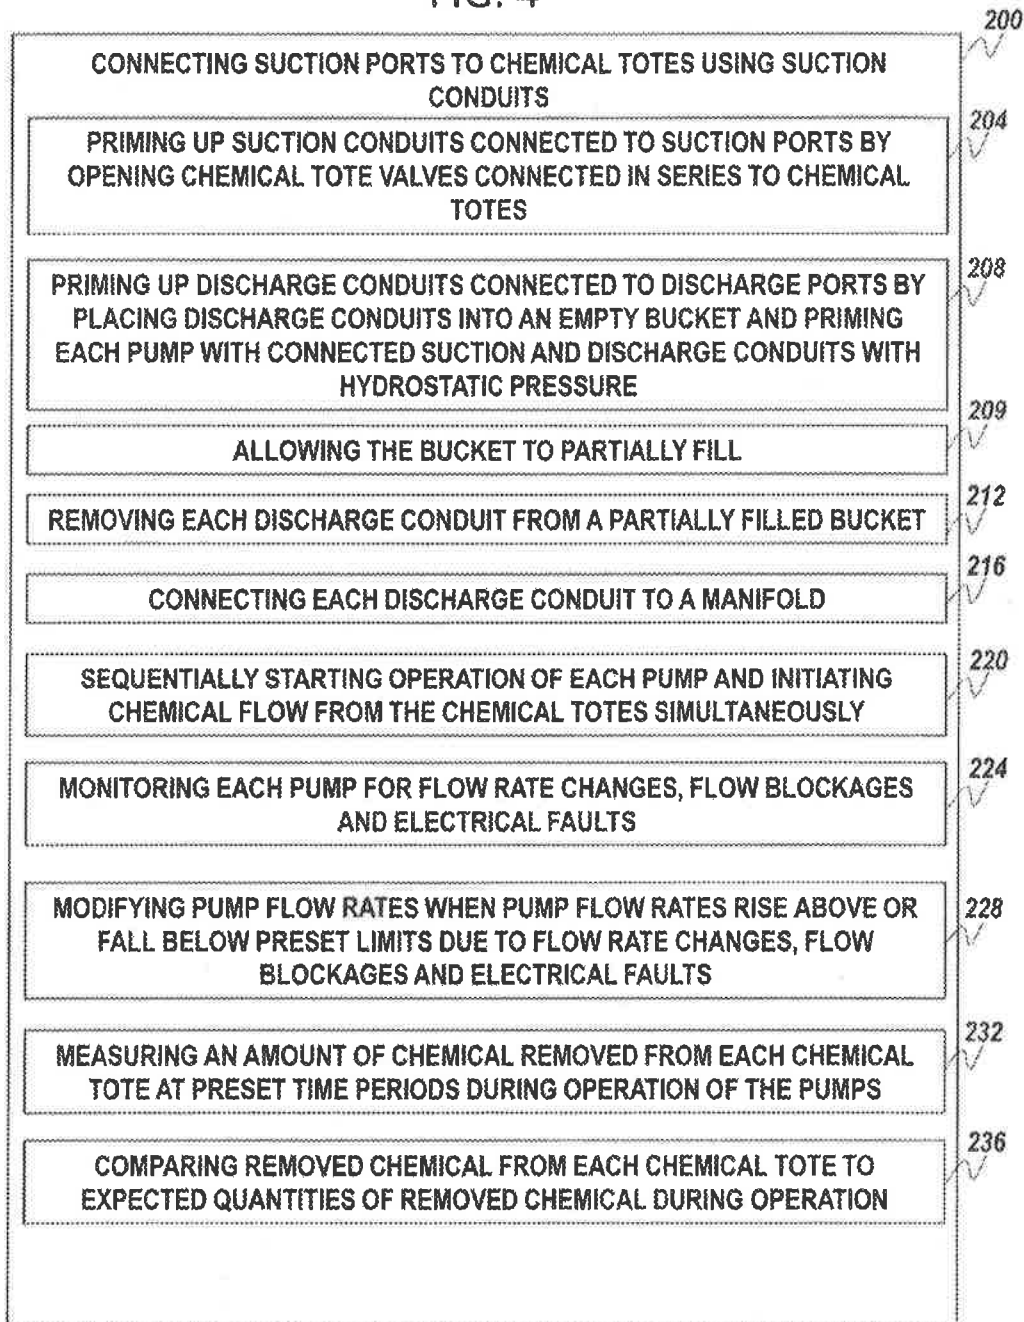 FIG. 4
200
CONNECTING SUCTION PORTS TO CHEMICAL TOTES USING SUCTION
CONDUITS
204
PRIMING UP SUCTION CONDUITS CONNECTED TO SUCTION PORTS BY
OPENING CHEMICAL TOTE VALVES CONNECTED IN SERIES TO CHEMICAL
TOTES
208
PRIMING UP DISCHARGE CONDUITS CONNECTED TO DISCHARGE PORTS BY
PLACING DISCHARGE CONDUITS INTO AN EMPTY BUCKET AND PRIMING
EACH PUMP WITH CONNECTED SUCTION AND DISCHARGE CONDUITS WITH
HYDROSTATIC PRESSURE
209
ALLOWING THE BUCKET TO PARTIALLY FILL
212
REMOVING EACH DISCHARGE CONDUIT FROM A PARTIALLY FILLED BUCKET
216
CONNECTING EACH DISCHARGE CONDUIT TO A MANIFOLD
220
SEQUENTIALLY STARTING OPERATION OF EACH PUMP AND INITIATING
CHEMICAL FLOW FROM THE CHEMICAL TOTES SIMULTANEOUSLY
224
MONITORING EACH PUMP FOR FLOW RATE CHANGES, FLOW BLOCKAGES
AND ELECTRICAL FAULTS
228
MODIFYING PUMP FLOW RATES WHEN PUMP FLOW RATES RISE ABOVE OR
FALL BELOW PRESET LIMITS DUE TO FLOW RATE CHANGES, FLOW
BLOCKAGES AND ELECTRICAL FAULTS
232
MEASURING AN AMOUNT OF CHEMICAL REMOVED FROM EACH CHEMICAL
TOTE AT PRESET TIME PERIODS DURING OPERATION OF THE PUMPS
236
COMPARING REMOVED CHEMICAL FROM EACH CHEMICAL TOTE TO
EXPECTED QUANTITIES OF REMOVED CHEMICAL DURING OPERATION